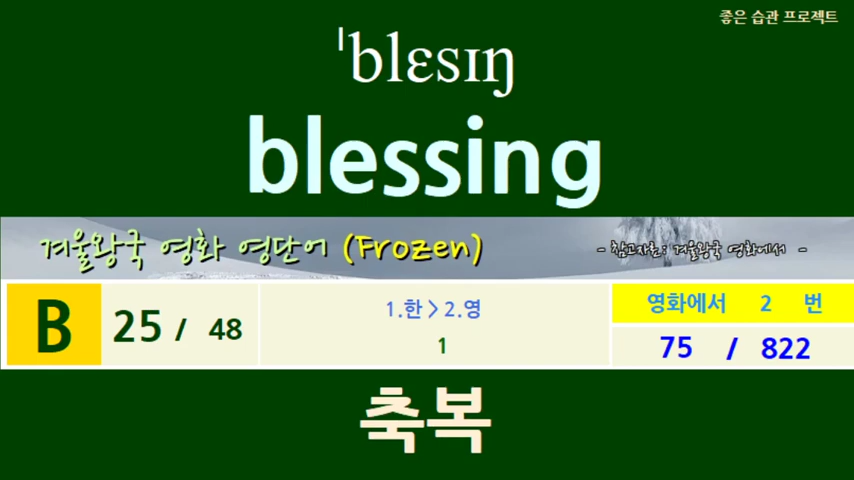 좋은 습관 프로젝트
ˈblɛsɪŋ
blessing
겨울왕국 영화 영단어 (Frozen)
- 참고자료: 겨울왕국 영화에서 -
B 25 / 48
1.한 > 2.영
1
영화에서 2 번
75 / 822
축복